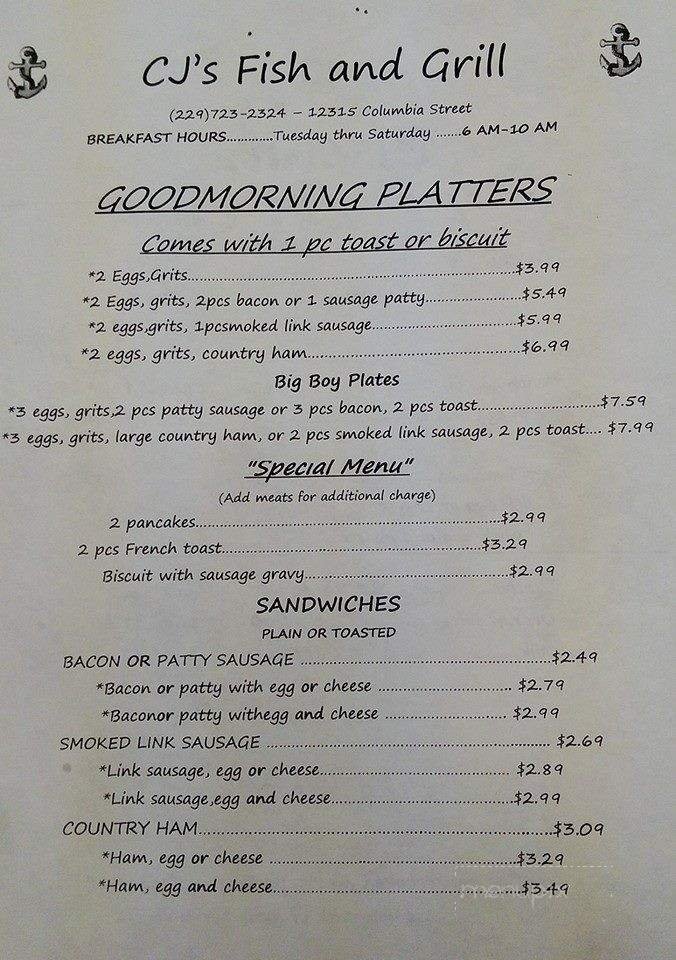 CJ's Fish and Grill
(229)723-2324 – 12315 Columbia Street
BREAKFAST HOURS.............Tuesday thru Saturday .......6 AM-10 AM
GOODMORNING PLATTERS
Comes with 1 pc toast or biscuit
*2 Eggs,Grits..........................................................................$3.99
*2 Eggs, grits, 2pcs bacon or 1 sausage patty......................$5.49
*2 eggs,grits, 1pcsmoked link sausage.................................$5.99
*2 eggs, grits, country ham.................................................$6.99
Big Boy Plates
*3 eggs, grits,2 pcs patty sausage or 3 pcs bacon, 2 pcs toast............................$7.59
*3 eggs, grits, large country ham, or 2 pcs smoked link sausage, 2 pcs toast.... $7.99
"Special Menu"
(Add meats for additional charge)
2 pancakes....................................................................$2.99
2 pcs French toast..........................................................$3.29
Biscuit with sausage gravy..............................................$2.99
SANDWICHES
PLAIN OR TOASTED
BACON OR PATTY SAUSAGE .........................................................$2.49
*Bacon or patty with egg or cheese .............................. $2.79
*Baconor patty withegg and cheese ............................ $2.99
SMOKED LINK SAUSAGE ................................................................ $2.69
*Link sausage, egg or cheese............................................ $2.89
*Link sausage,egg and cheese.........................................$2.99
COUNTRY HAM................................................................................$3.09
*Ham, egg or cheese .......................................................$3.29
*Ham, egg and cheese.......................................................$3.49